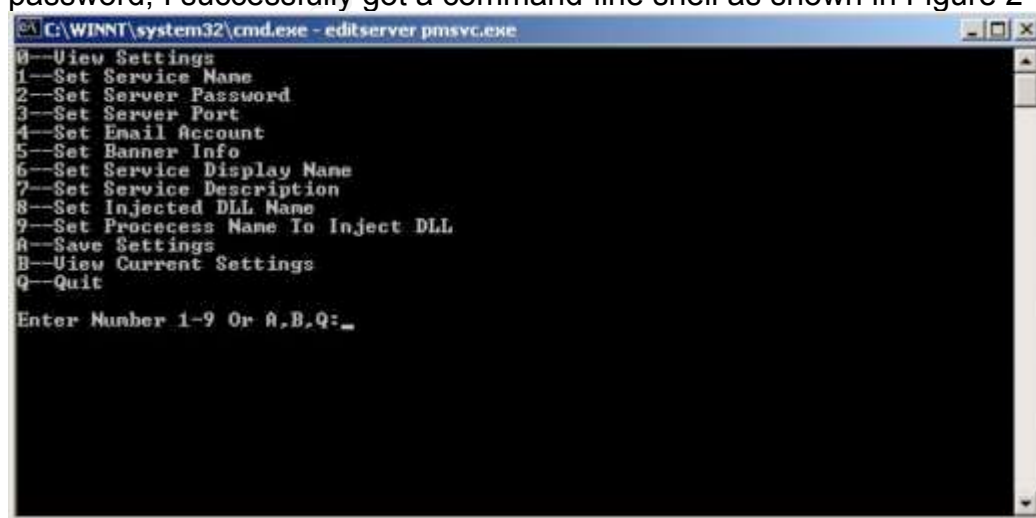 password, I successfully got a command-line shell as shown in Figure 2
C:\WINNT\system32\cmd.exe - editserver pmsvc.exe
0--View Settings
1--Set Service Name
2--Set Server Password
3--Set Server Port
4--Set Email Account
5--Set Banner Info
6--Set Service Display Name
7--Set Service Description
8--Set Injected DLL Name
9--Set Procecess Name To Inject DLL
A--Save Settings
B--View Current Settings
Q--Quit
Enter Number 1-9 Or A,B,Q:_